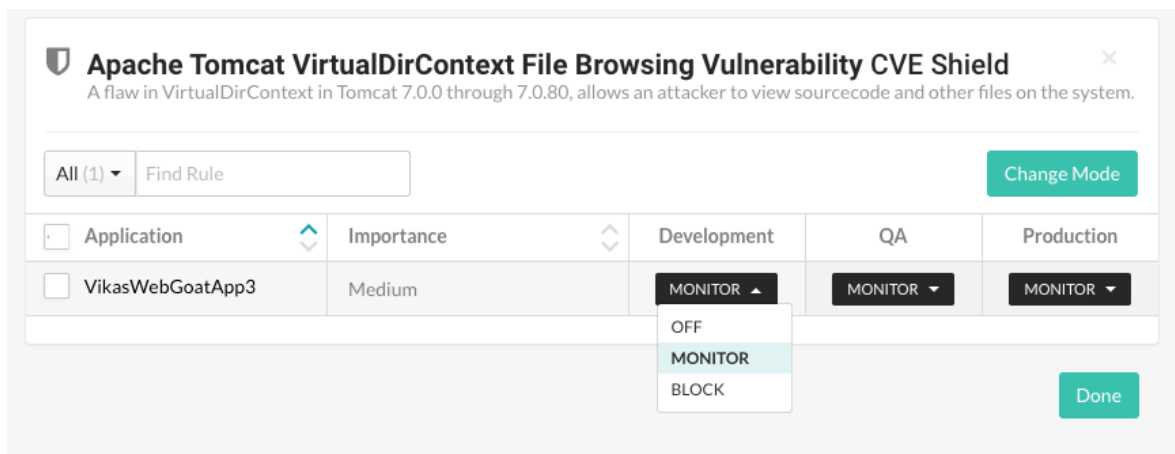 Apache Tomcat VirtualDirContext File Browsing Vulnerability CVE Shield
A flaw in VirtualDirContext in Tomcat 7.0.0 through 7.0.80, allows an attacker to view sourcecode and other files on the system.
All (1) Find Rule Change Mode
Application Importance Development QA Production
VikasWebGoatApp3 Medium MONITOR MONITOR MONITOR
OFF
MONITOR
BLOCK
Done